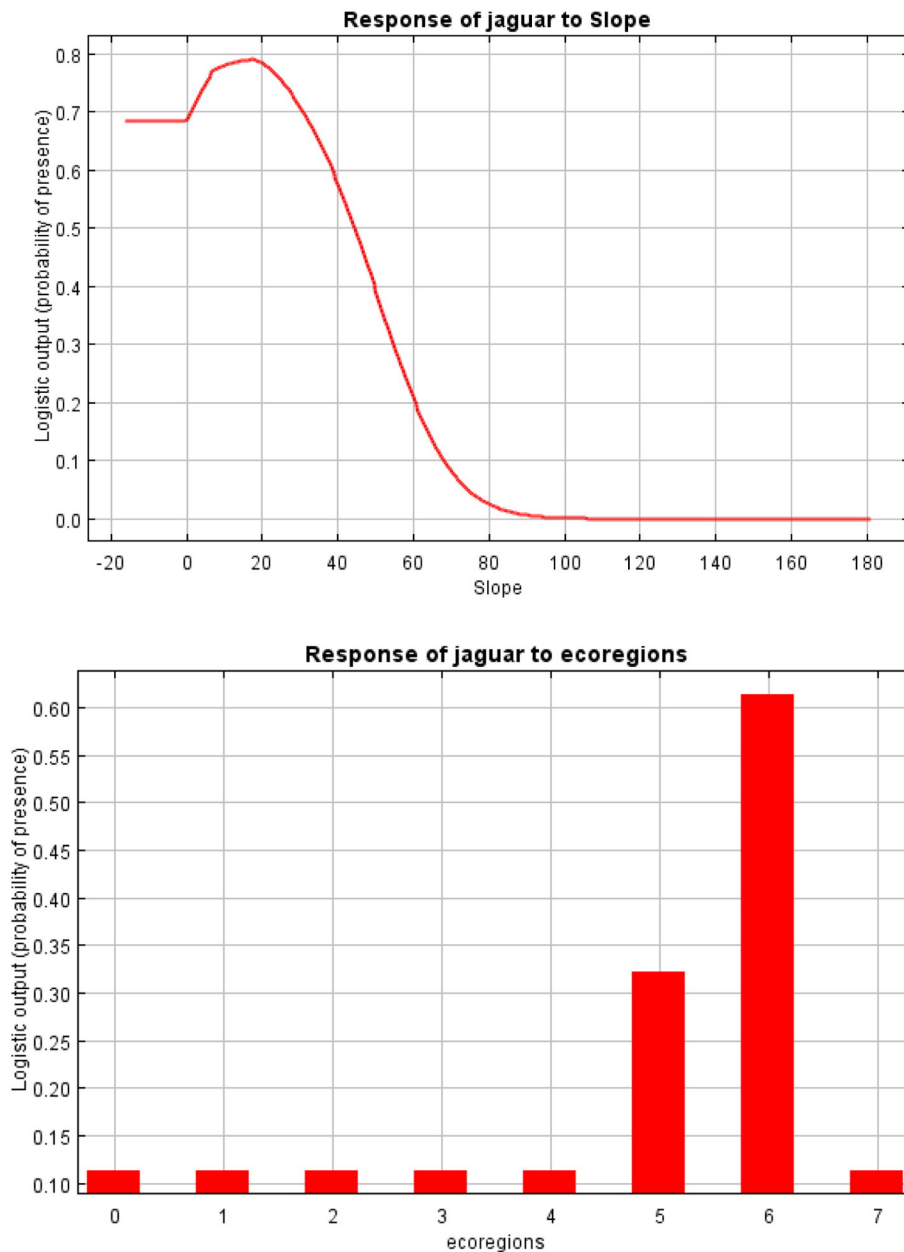 Response of jaguar to Slope
Logistic output (probability of presence)
0.8
0.7
0.6
0.5
0.4
0.3
0.2
0.1
0.0
-20 0 20 40 60 80 100 120 140 160 180
Slope
Response of jaguar to ecoregions
Logistic output (probability of presence)
0.60
0.55
0.50
0.45
0.40
0.35
0.30
0.25
0.20
0.15
0.10
0 1 2 3 4 5 6 7
ecoregions